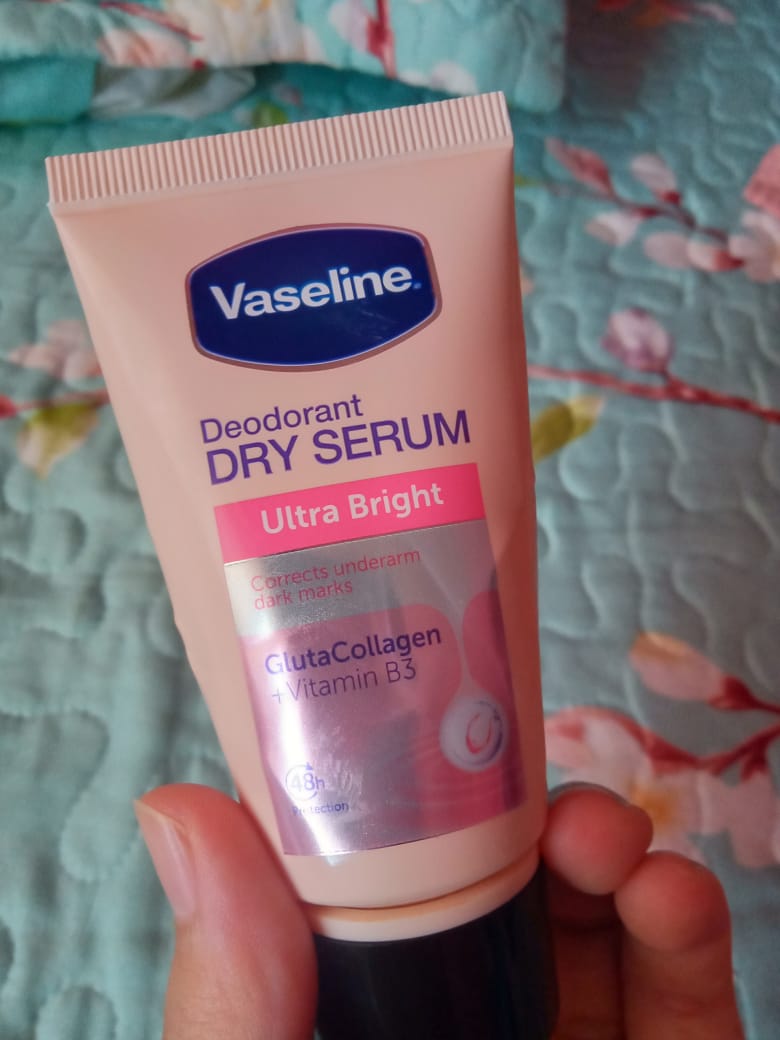 Vaseline.
Deodorant
DRY SERUM
Ultra Bright
Corrects underarm
dark marks
GlutaCollagen
+Vitamin B3
48h
Protection